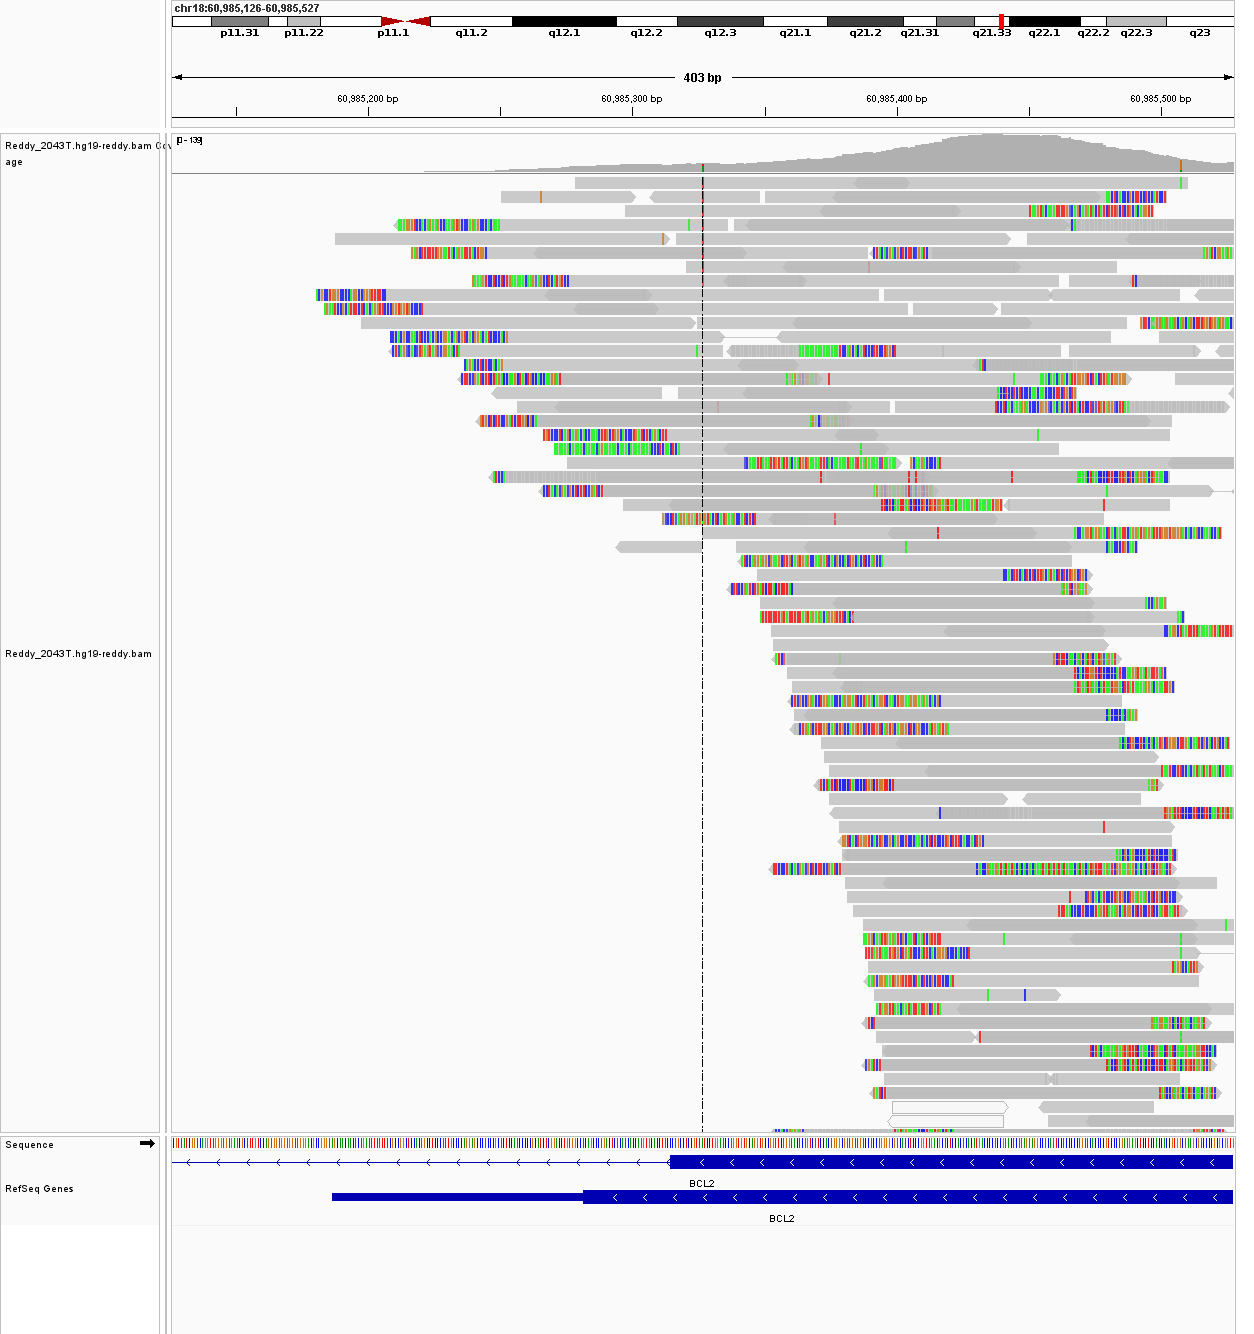 chr18:60,985,126-60,985,527
p11.31 p11.22 p11.1 q11.2 q12.1 q12.2 q12.3 q21.1 q21.2 q21.31 q21.33 q22.1 q22.2 q22.3 q23
403 bp
60,985,200 bp 60,985,300 bp 60,985,400 bp 60,985,500 bp
[0 - 139]
Reddy_2043T.hg19-reddy.bam Cov
age
Reddy_2043T.hg19-reddy.bam
Sequence
BCL2
RefSeq Genes
BCL2